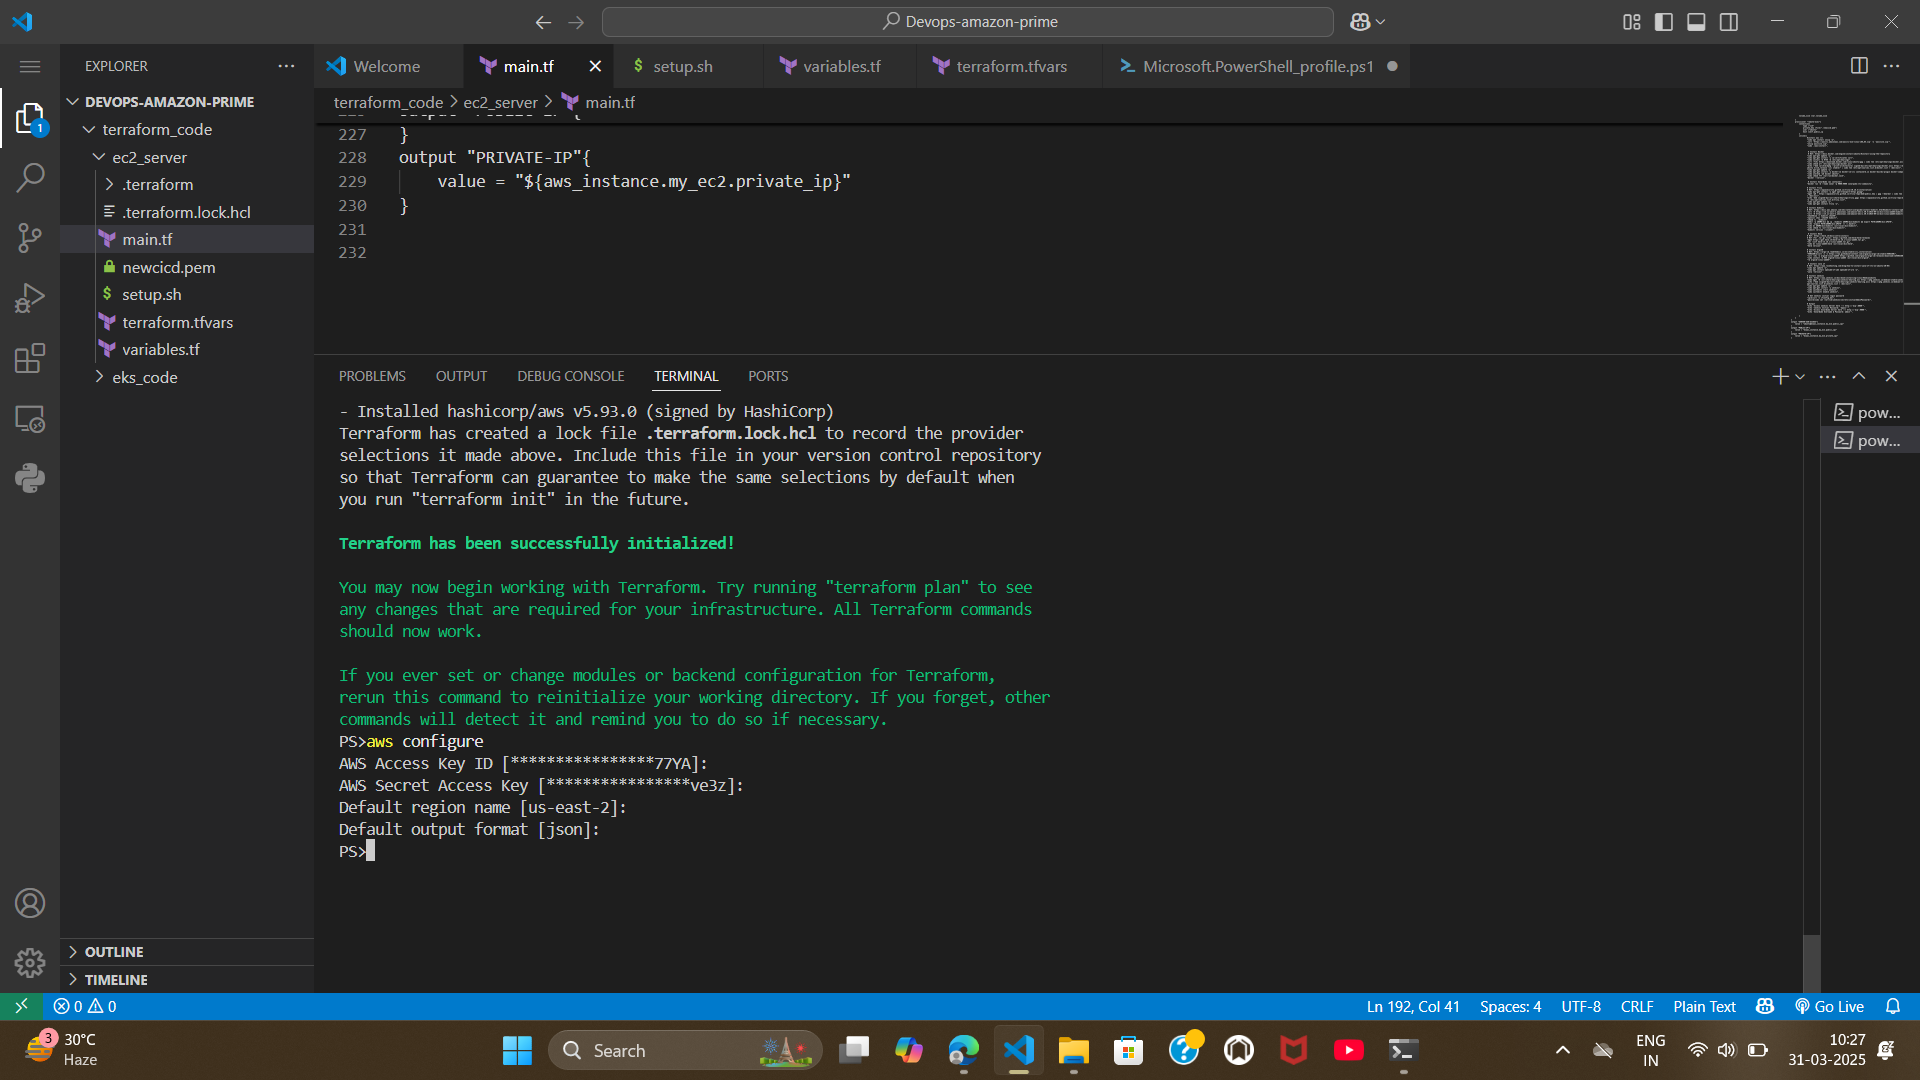 Devops-amazon-prime
EXPLORER
DEVOPS-AMAZON-PRIME
terraform_code
ec2_server
.terraform
.terraform.lock.hcl
main.tf
newcicd.pem
setup.sh
terraform.tfvars
variables.tf
eks_code
OUTLINE
TIMELINE
1
Welcome
main.tf
setup.sh
variables.tf
terraform.tfvars
Microsoft.PowerShell_profile.ps1
terraform_code > ec2_server > main.tf
227 }
228 output "PRIVATE-IP"{
229 value = "${aws_instance.my_ec2.private_ip}"
230 }
231
232
PROBLEMS OUTPUT DEBUG CONSOLE TERMINAL PORTS
- Installed hashicorp/aws v5.93.0 (signed by HashiCorp)
Terraform has created a lock file .terraform.lock.hcl to record the provider
selections it made above. Include this file in your version control repository
so that Terraform can guarantee to make the same selections by default when
you run "terraform init" in the future.
Terraform has been successfully initialized!
You may now begin working with Terraform. Try running "terraform plan" to see
any changes that are required for your infrastructure. All Terraform commands
should now work.
If you ever set or change modules or backend configuration for Terraform,
rerun this command to reinitialize your working directory. If you forget, other
commands will detect it and remind you to do so if necessary.
PS>aws configure
AWS Access Key ID [****************77YA]:
AWS Secret Access Key [****************ve3z]:
Default region name [us-east-2]:
Default output format [json]:
PS>
pow...
pow...
0 0
Ln 192, Col 41 Spaces: 4 UTF-8 CRLF Plain Text Go Live
3
30°C
Haze
Search
ENG
IN
10:27
31-03-2025